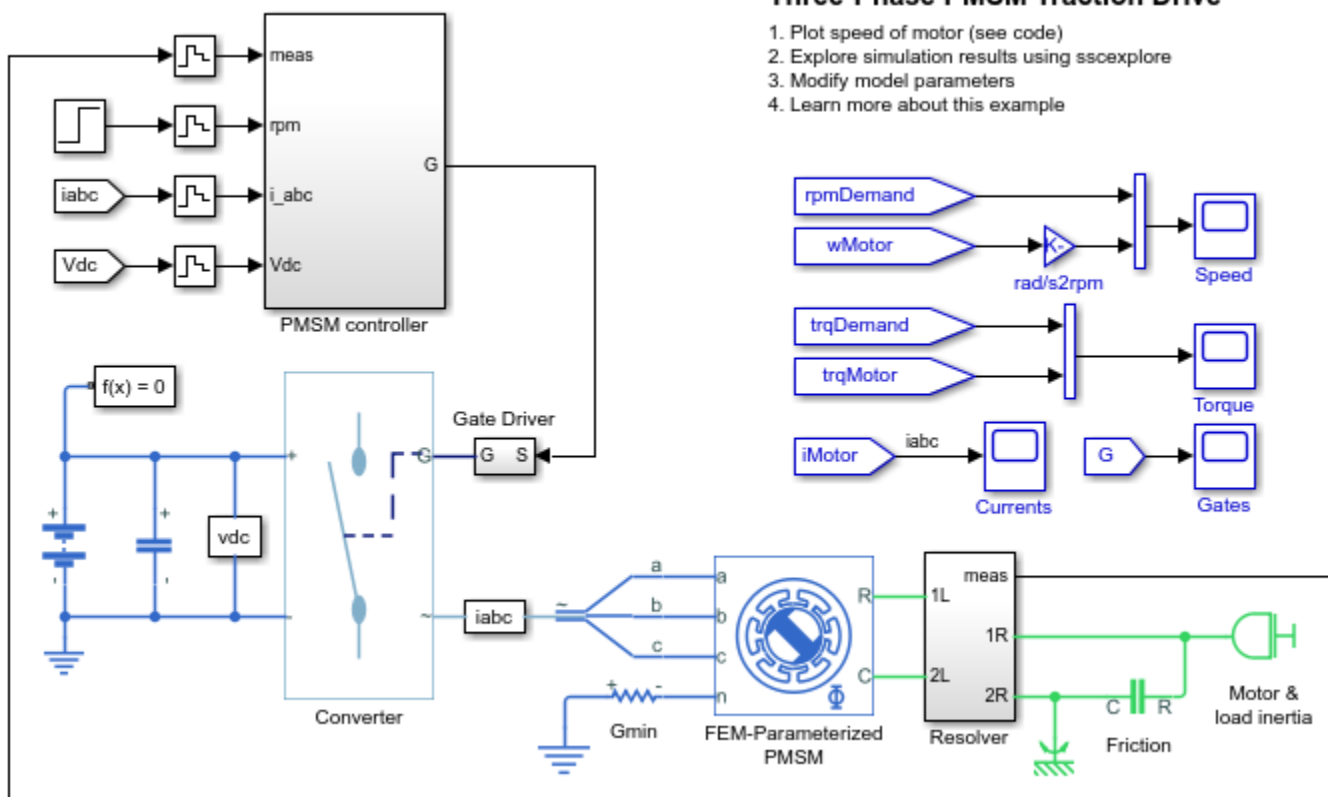 Three-Phase PMSM Traction Drive
1. Plot speed of motor (see code)
2. Explore simulation results using sscexplore
3. Modify model parameters
4. Learn more about this example
meas
rpm
iabc
i_abc
Vdc
Vdc
G
PMSM controller
rpmDemand
wMotor
K-
rad/s2rpm
Speed
trqDemand
trqMotor
Torque
iMotor
iabc
Currents
G
Gates
f(x) = 0
Gate Driver
+
G
G S
+
+
vdc
-
-
-
~
iabc
~
Converter
a
b
c
a
b
c
n
R
C
Φ
+
-
Gmin
FEM-Parameterized
PMSM
meas
1L
1R
2L
2R
Resolver
C
R
Friction
Motor &
load inertia